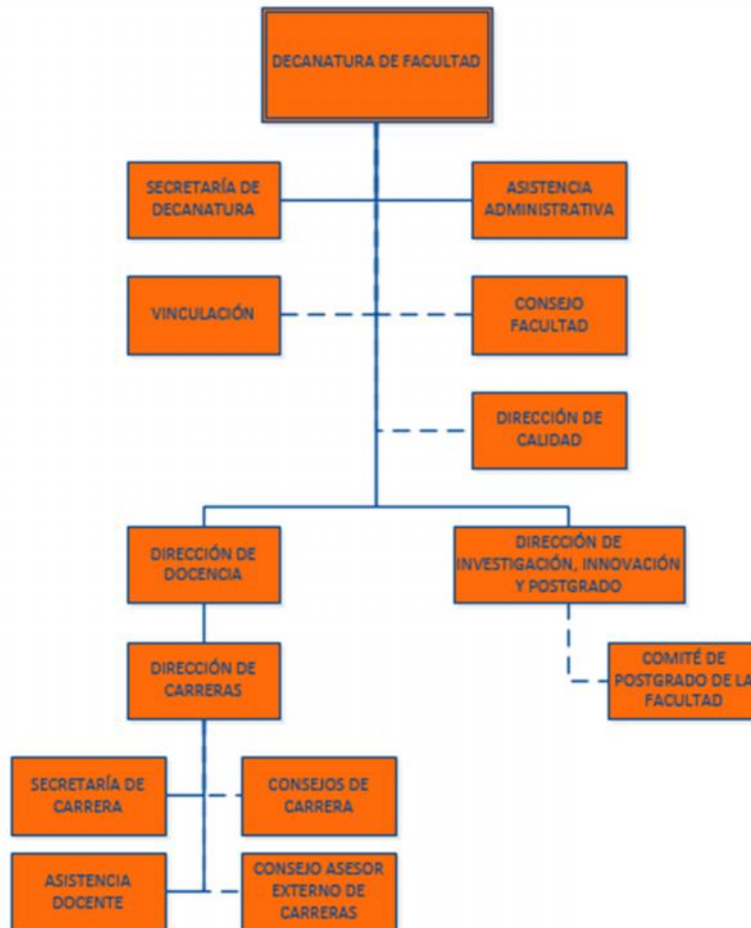 DECANATURA DE FACULTAD
SECRETARÍA DE
DECANATURA
ASISTENCIA
ADMINISTRATIVA
VINCULACIÓN
CONSEJO
FACULTAD
DIRECCIÓN DE
CALIDAD
DIRECCIÓN DE
DOCENCIA
DIRECCIÓN DE
INVESTIGACIÓN, INNOVACIÓN
Y POSTGRADO
DIRECCIÓN DE
CARRERAS
COMITÉ DE
POSTGRADO DE LA
FACULTAD
SECRETARÍA DE
CARRERA
CONSEJOS DE
CARRERA
ASISTENCIA
DOCENTE
CONSEJO ASESOR
EXTERNO DE
CARRERAS